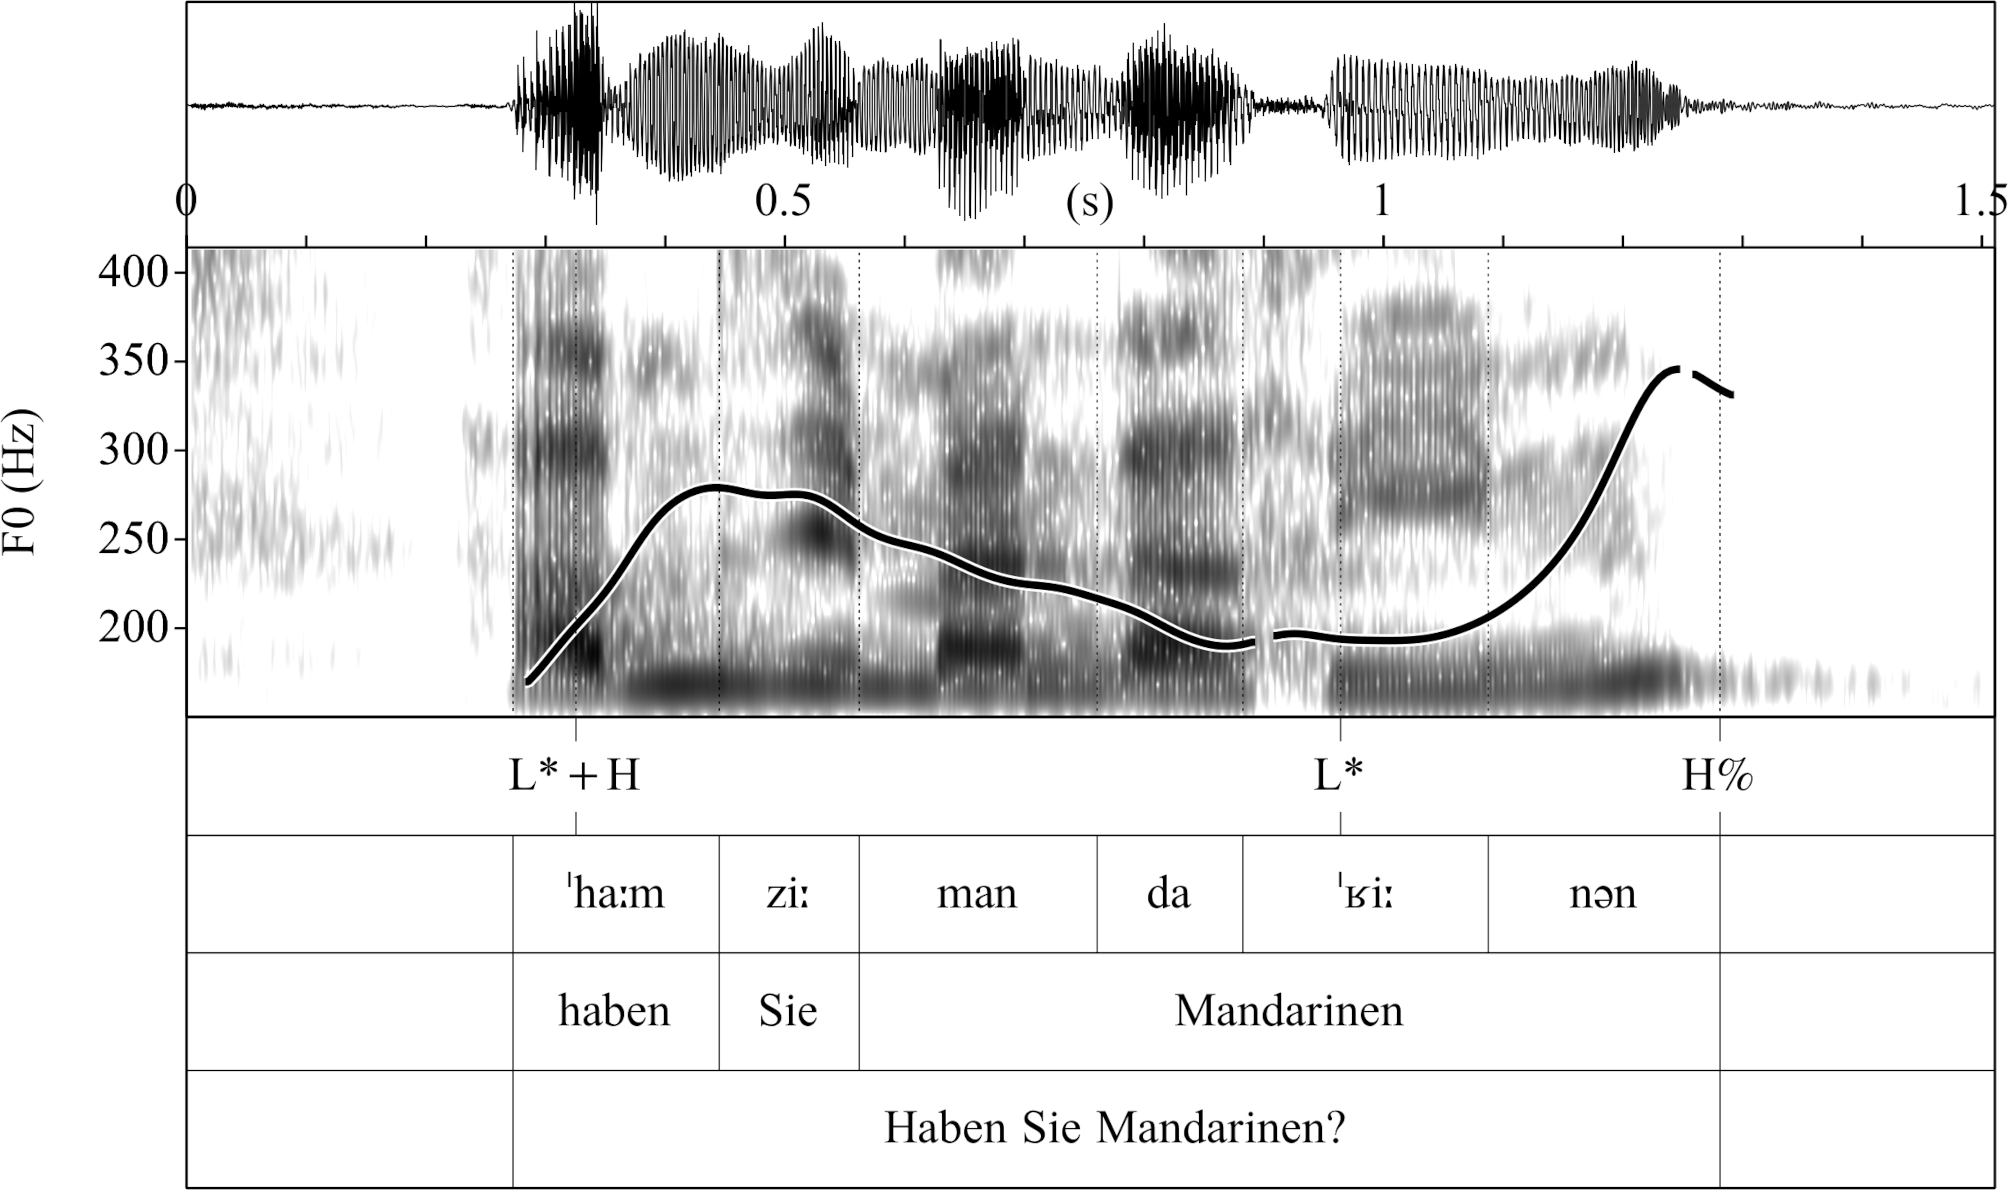 0 0.5 (s) 1 1.5
400
350
300
250
200
F0 (Hz)
L*+H L* H%
ˈhaːm ziː man da ˈʁiː nən
haben Sie Mandarinen
Haben Sie Mandarinen?